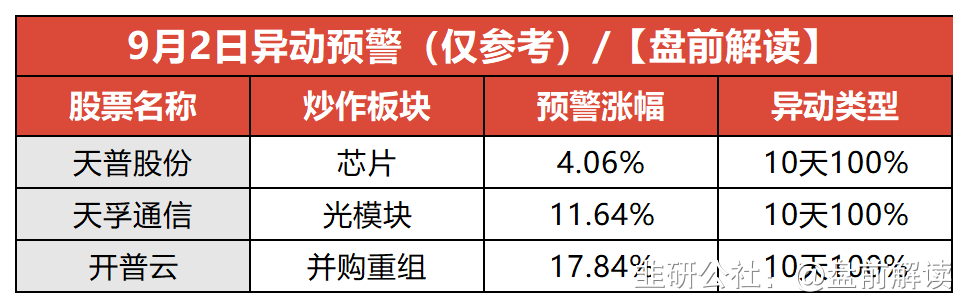 9月2日异动预警（仅参考）/【盘前解读】
股票名称 炒作板块 预警涨幅 异动类型
天普股份 芯片 4.06% 10天100%
天孚通信 光模块 11.64% 10天100%
开普云 并购重组 17.84% 10天100%
韭研公社：@盘前解读